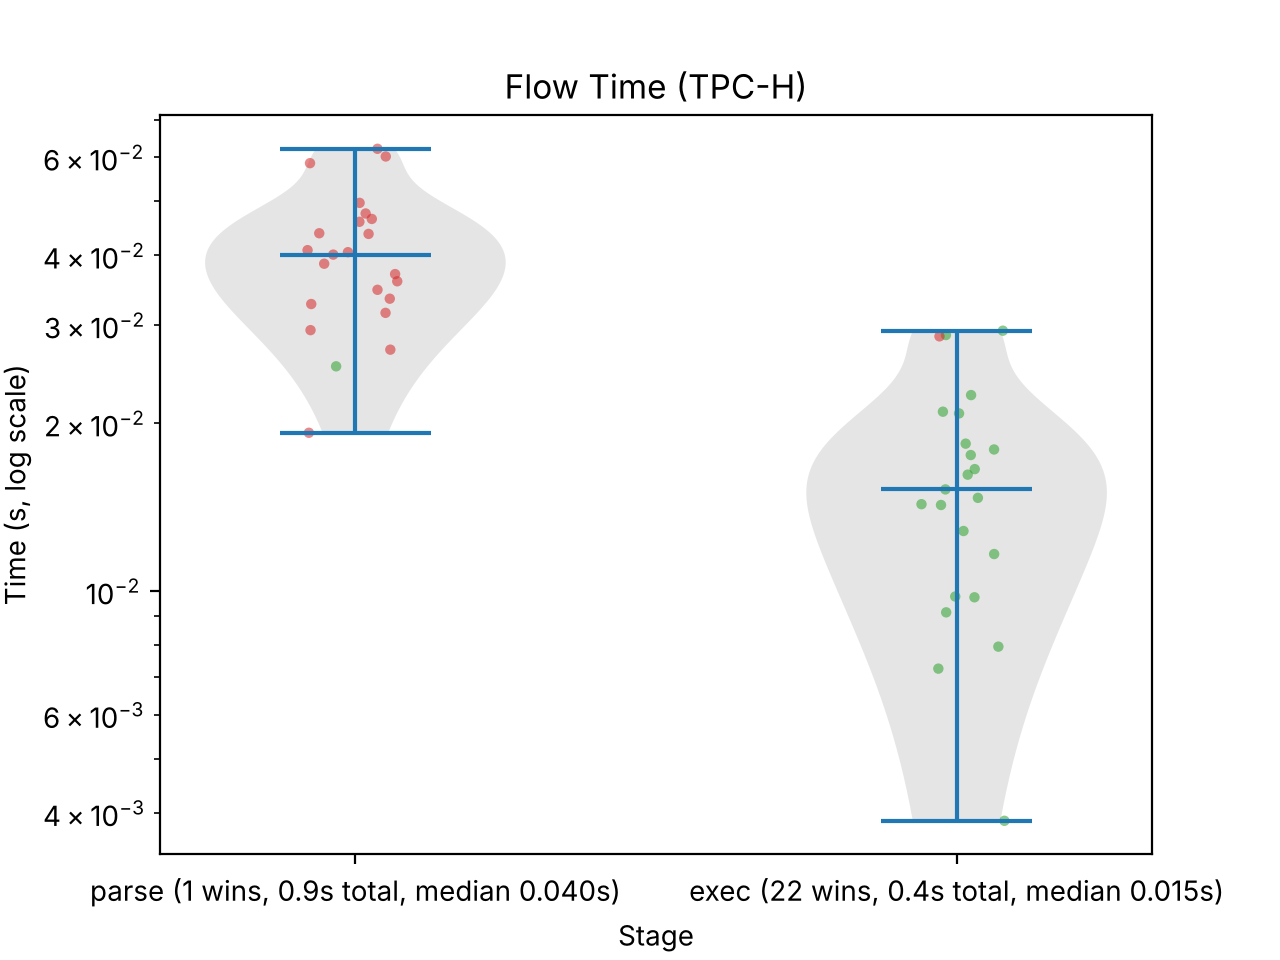 Flow Time (TPC-H)
Time (s, log scale)
6 × 10⁻²
4 × 10⁻²
3 × 10⁻²
2 × 10⁻²
10⁻²
6 × 10⁻³
4 × 10⁻³
parse (1 wins, 0.9s total, median 0.040s)
exec (22 wins, 0.4s total, median 0.015s)
Stage